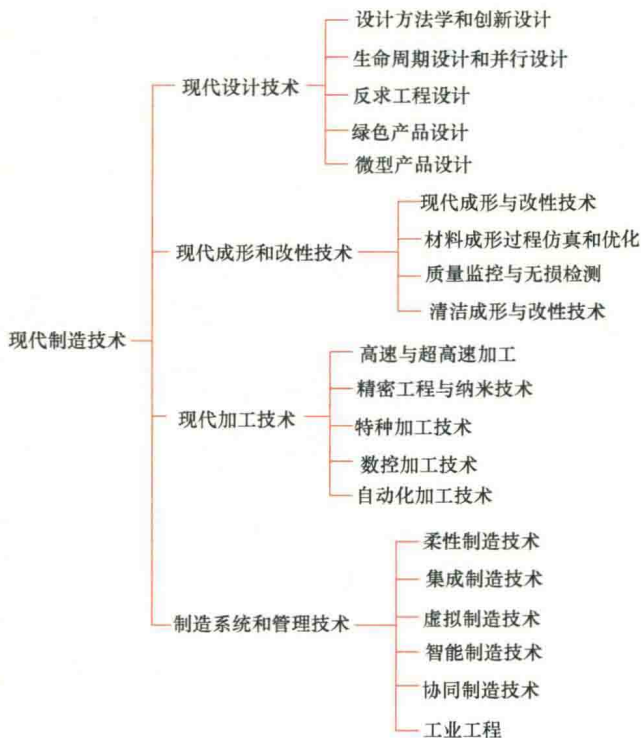 现代制造技术
现代设计技术
设计方法学和创新设计
生命周期设计和并行设计
反求工程设计
绿色产品设计
微型产品设计
现代成形和改性技术
现代成形与改性技术
材料成形过程仿真和优化
质量监控与无损检测
清洁成形与改性技术
现代加工技术
高速与超高速加工
精密工程与纳米技术
特种加工技术
数控加工技术
自动化加工技术
制造系统和管理技术
柔性制造技术
集成制造技术
虚拟制造技术
智能制造技术
协同制造技术
工业工程